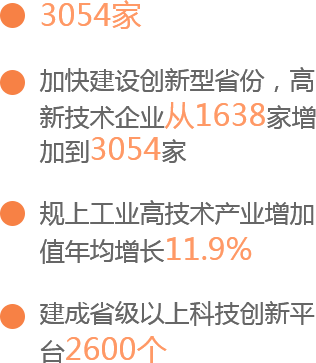 3054家
加快建设创新型省份，高
新技术企业从1638家增
加到3054家
规上工业高技术产业增加
值年均增长11.9%
建成省级以上科技创新平
台2600个